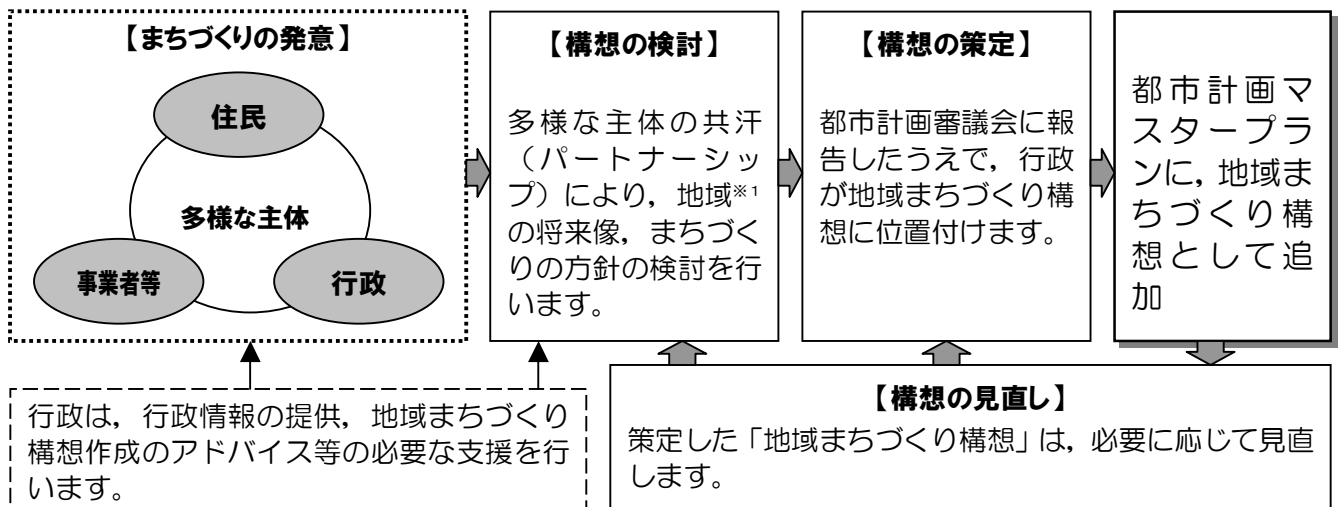 【まちづくりの発意】
住民
多様な主体
事業者等
行政
【構想の検討】
多様な主体の共汗
（パートナーシッ
プ）により，地域※1
の将来像，まちづく
りの方針の検討を行
います。
【構想の策定】
都市計画審議会に報
告したうえで，行政
が地域まちづくり構
想に位置付けます。
都市計画マ
スタープラ
ンに，地域ま
ちづくり構
想として追
加
行政は，行政情報の提供，地域まちづくり
構想作成のアドバイス等の必要な支援を行
います。
【構想の見直し】
策定した「地域まちづくり構想」は，必要に応じて見直
します。